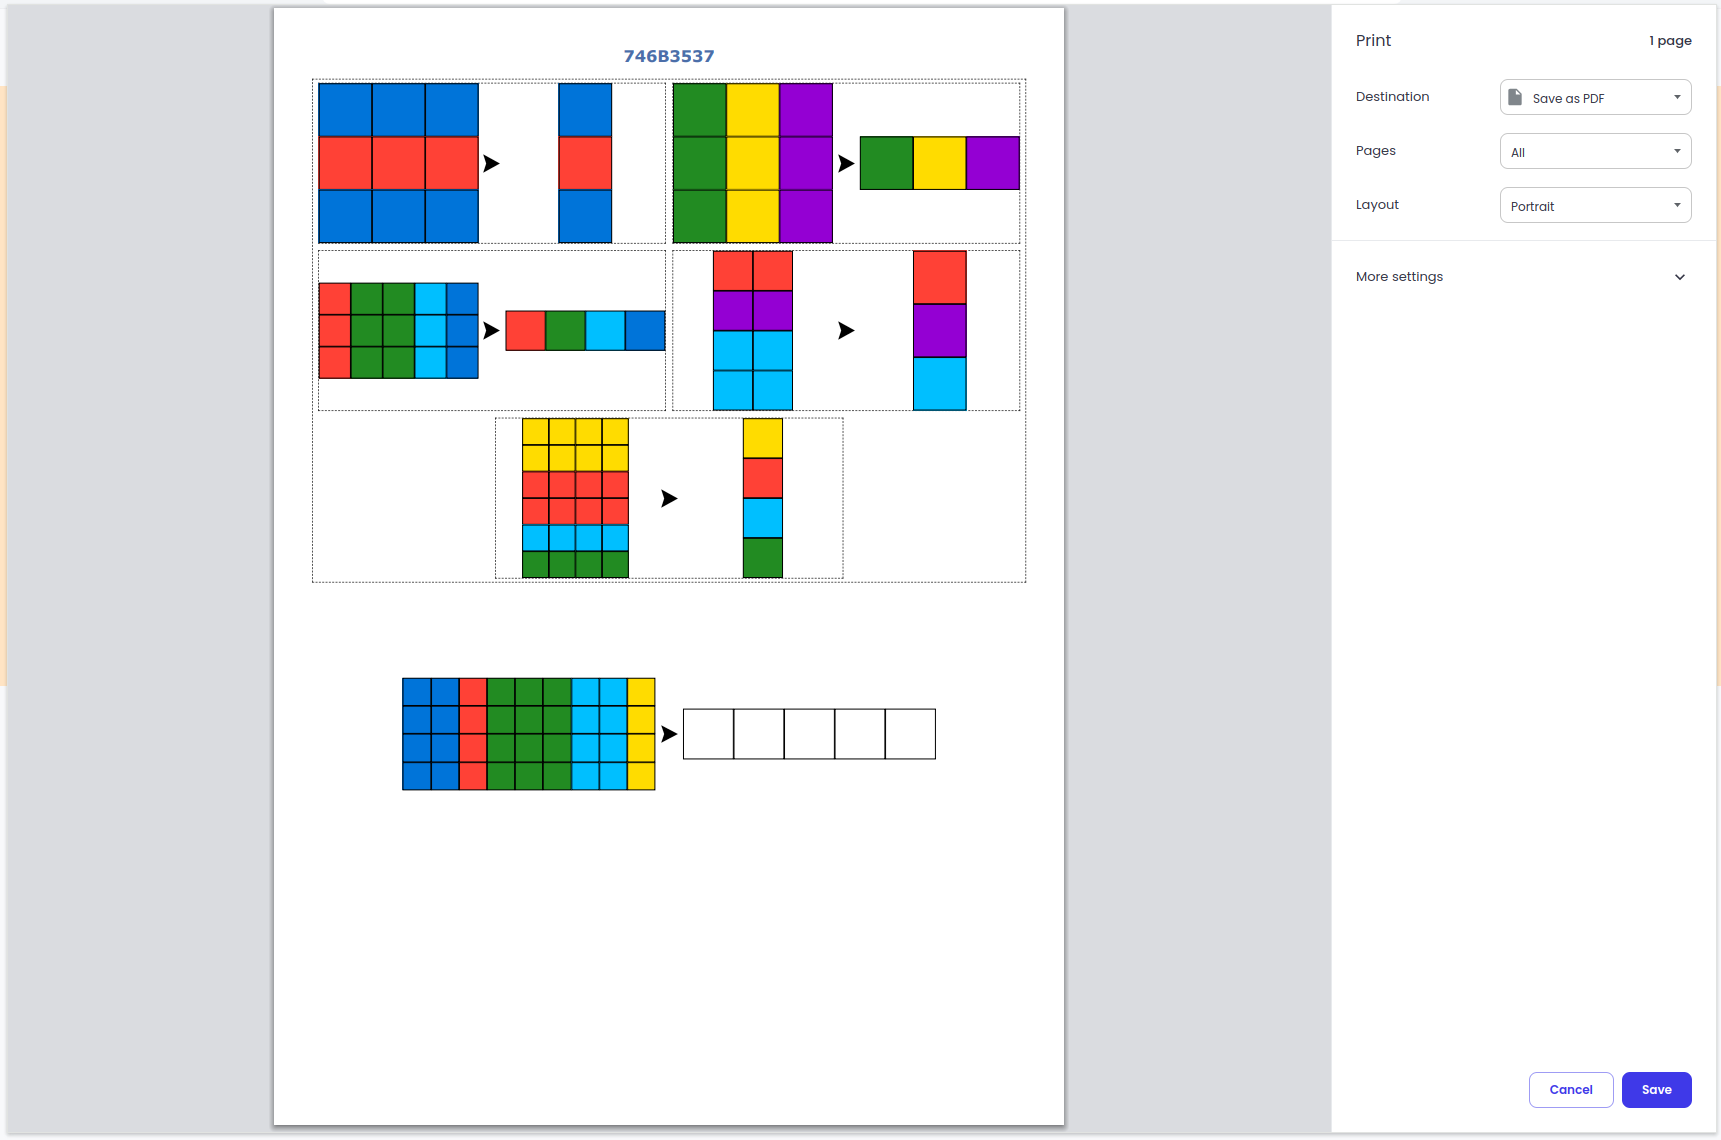 746B3537
Print
1 page
Destination
Save as PDF
Pages
All
Layout
Portrait
More settings
Cancel
Save